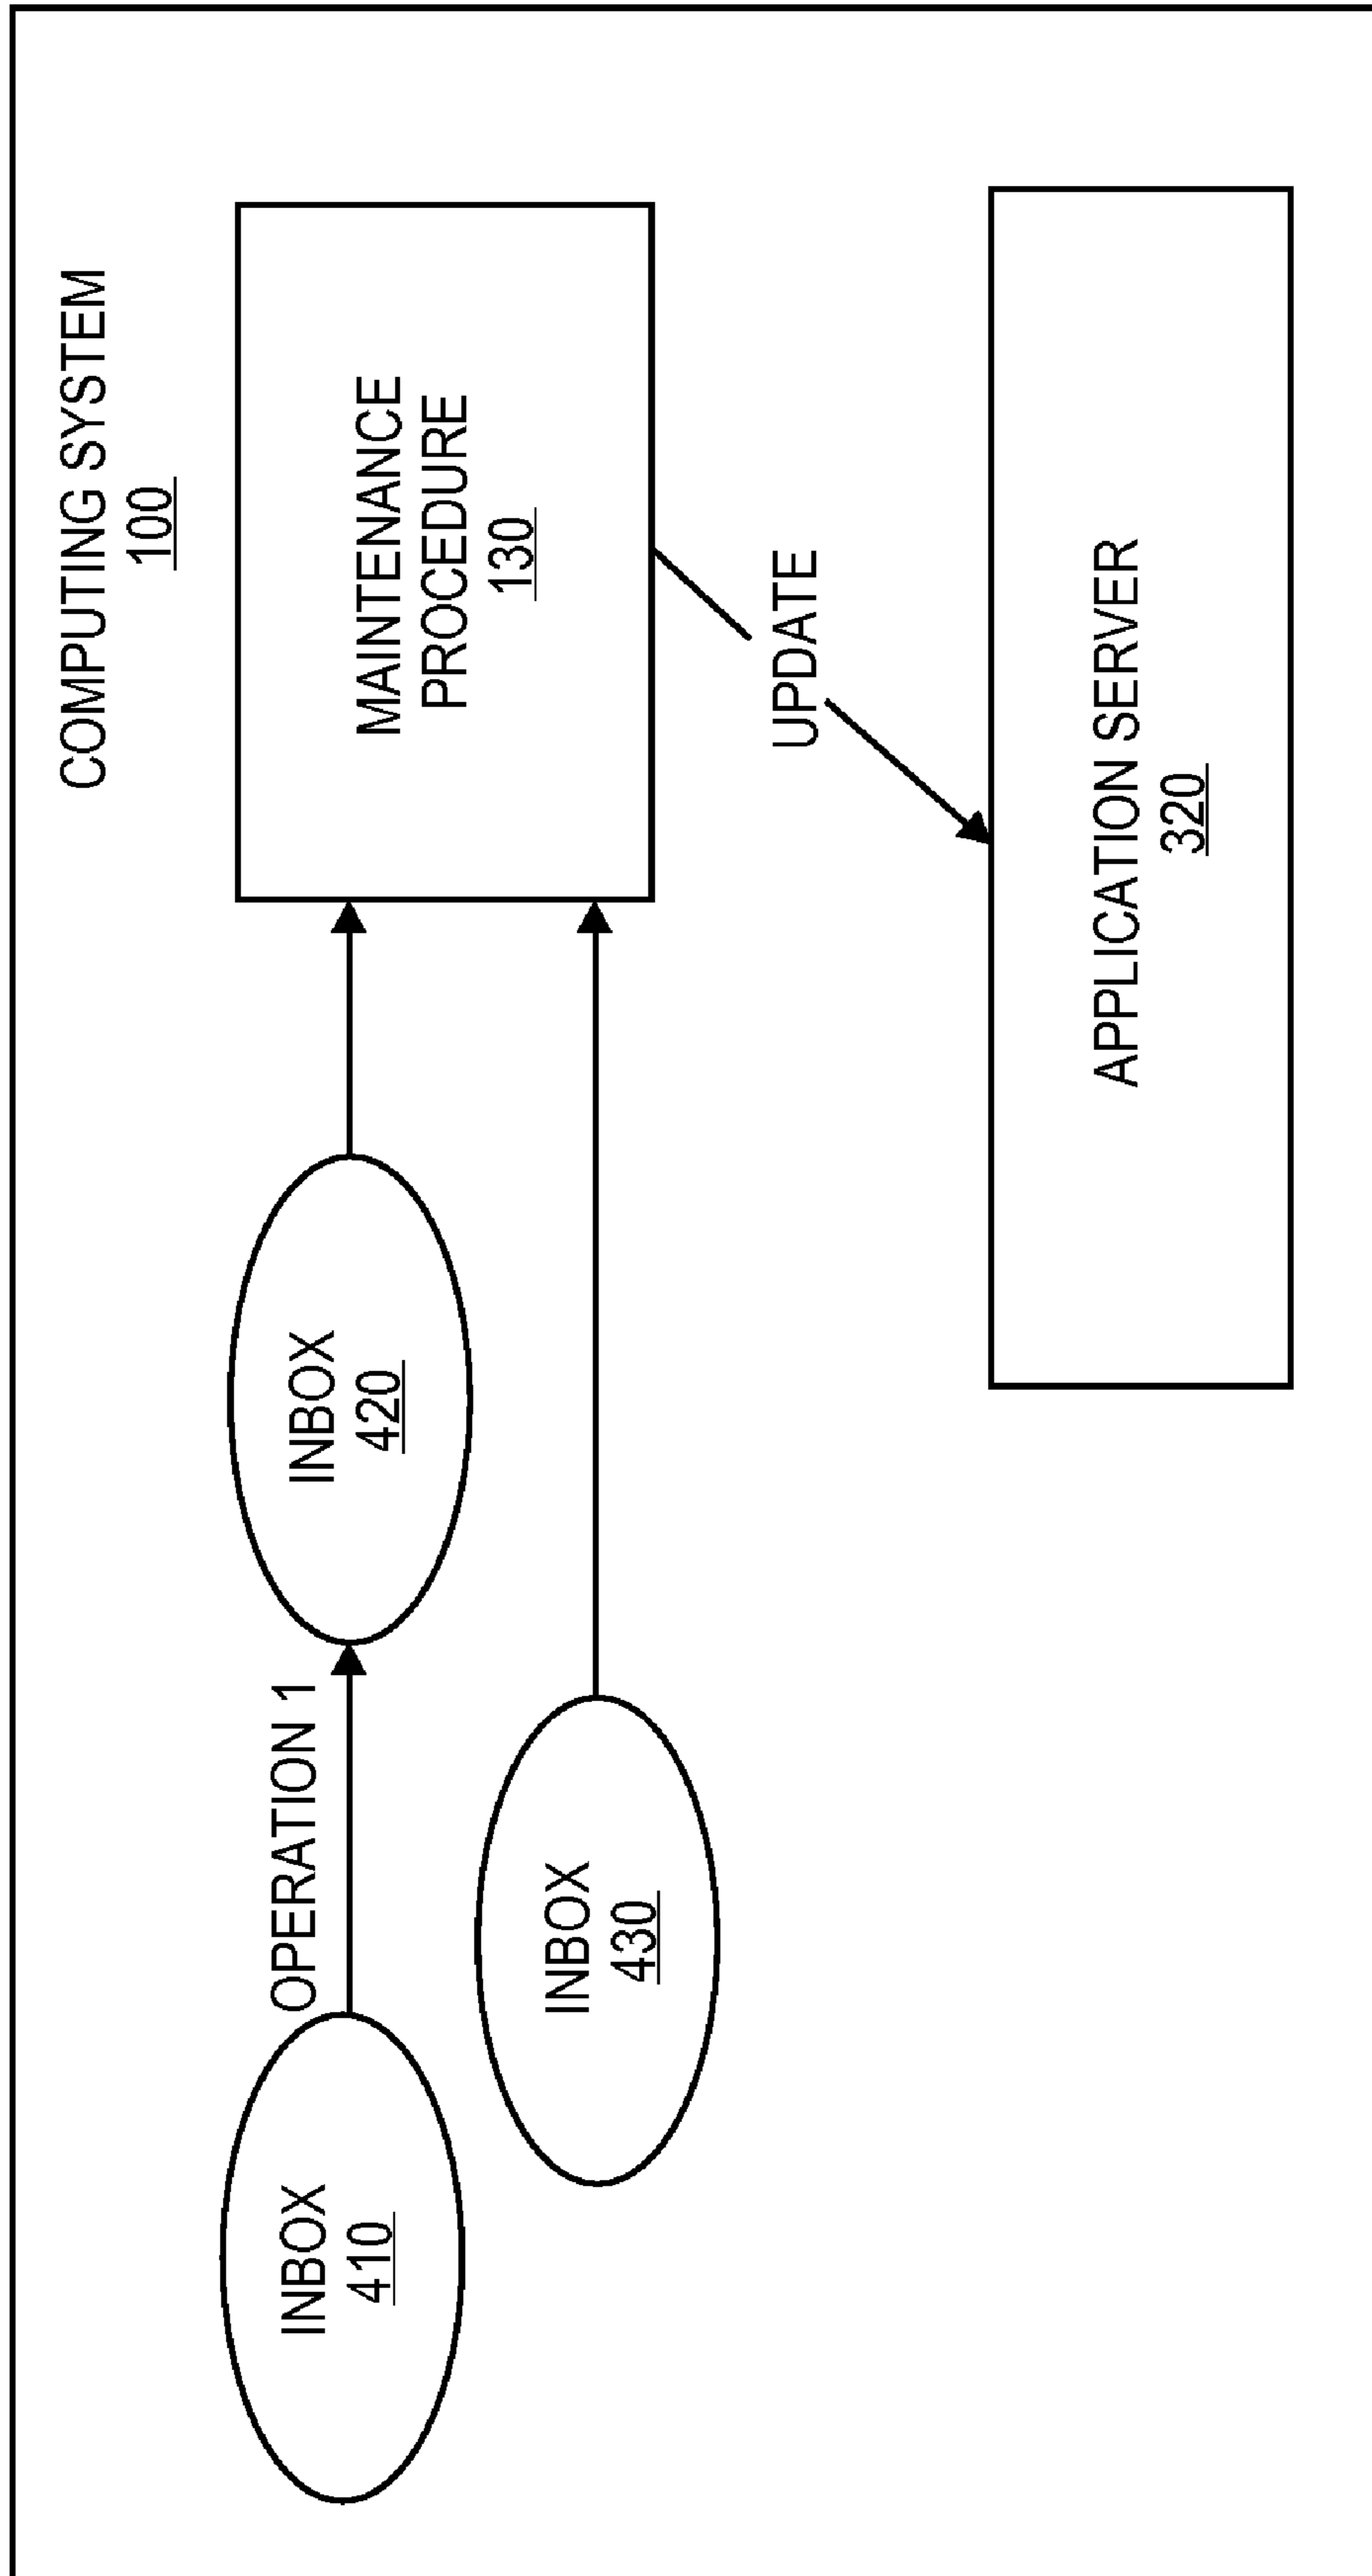 COMPUTING SYSTEM
100
OPERATION 1
INBOX
410
INBOX
420
MAINTENANCE
PROCEDURE
130
INBOX
430
UPDATE
APPLICATION SERVER
320